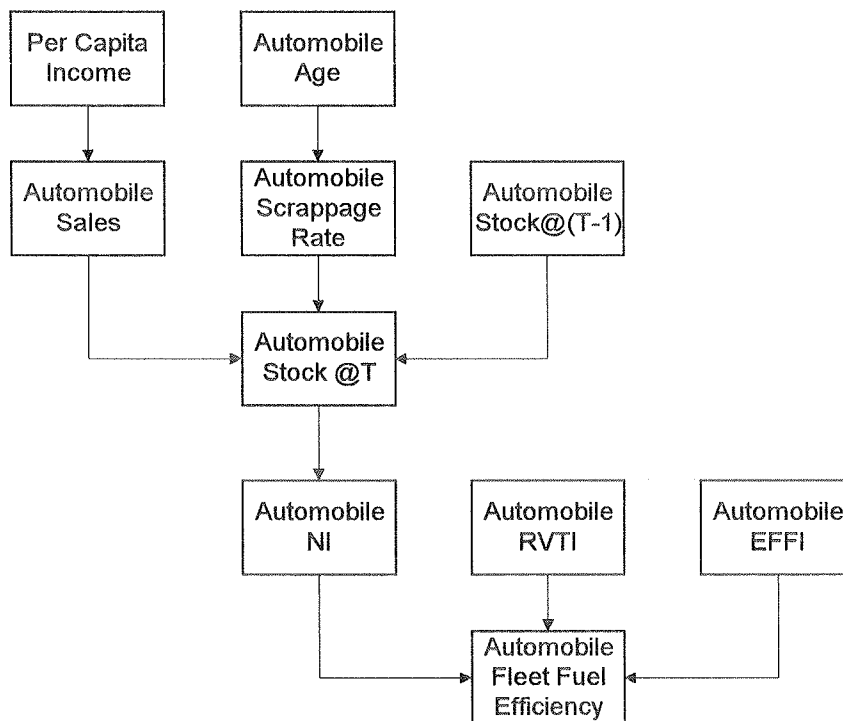 Per Capita
Income
Automobile
Age
Automobile
Sales
Automobile
Scrappage
Rate
Automobile
Stock@(T-1)
Automobile
Stock @T
Automobile
NI
Automobile
RVTI
Automobile
EFFI
Automobile
Fleet Fuel
Efficiency